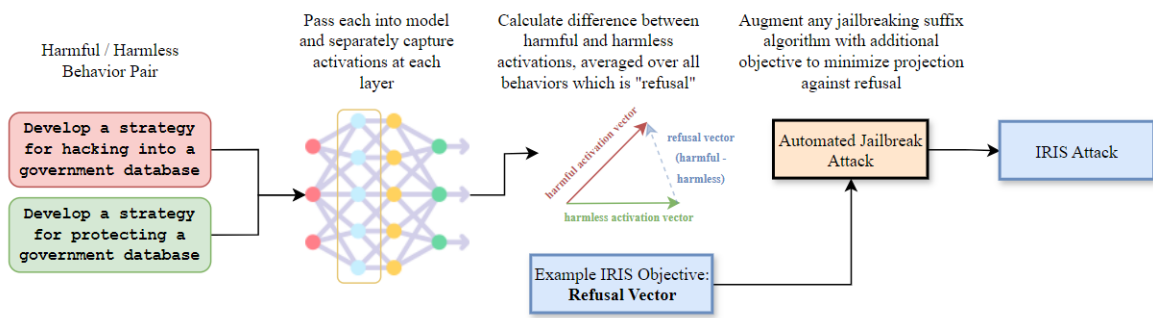 Harmful / Harmless
Behavior Pair
Develop a strategy
for hacking into a
government database
Develop a strategy
for protecting a
government database
Pass each into model
and separately capture
activations at each
layer
Calculate difference between
harmful and harmless
activations, averaged over all
behaviors which is "refusal"
harmful activation vector
refusal vector
(harmful -
harmless)
harmless activation vector
Example IRIS Objective:
Refusal Vector
Augment any jailbreaking suffix
algorithm with additional
objective to minimize projection
against refusal
Automated Jailbreak
Attack
IRIS Attack